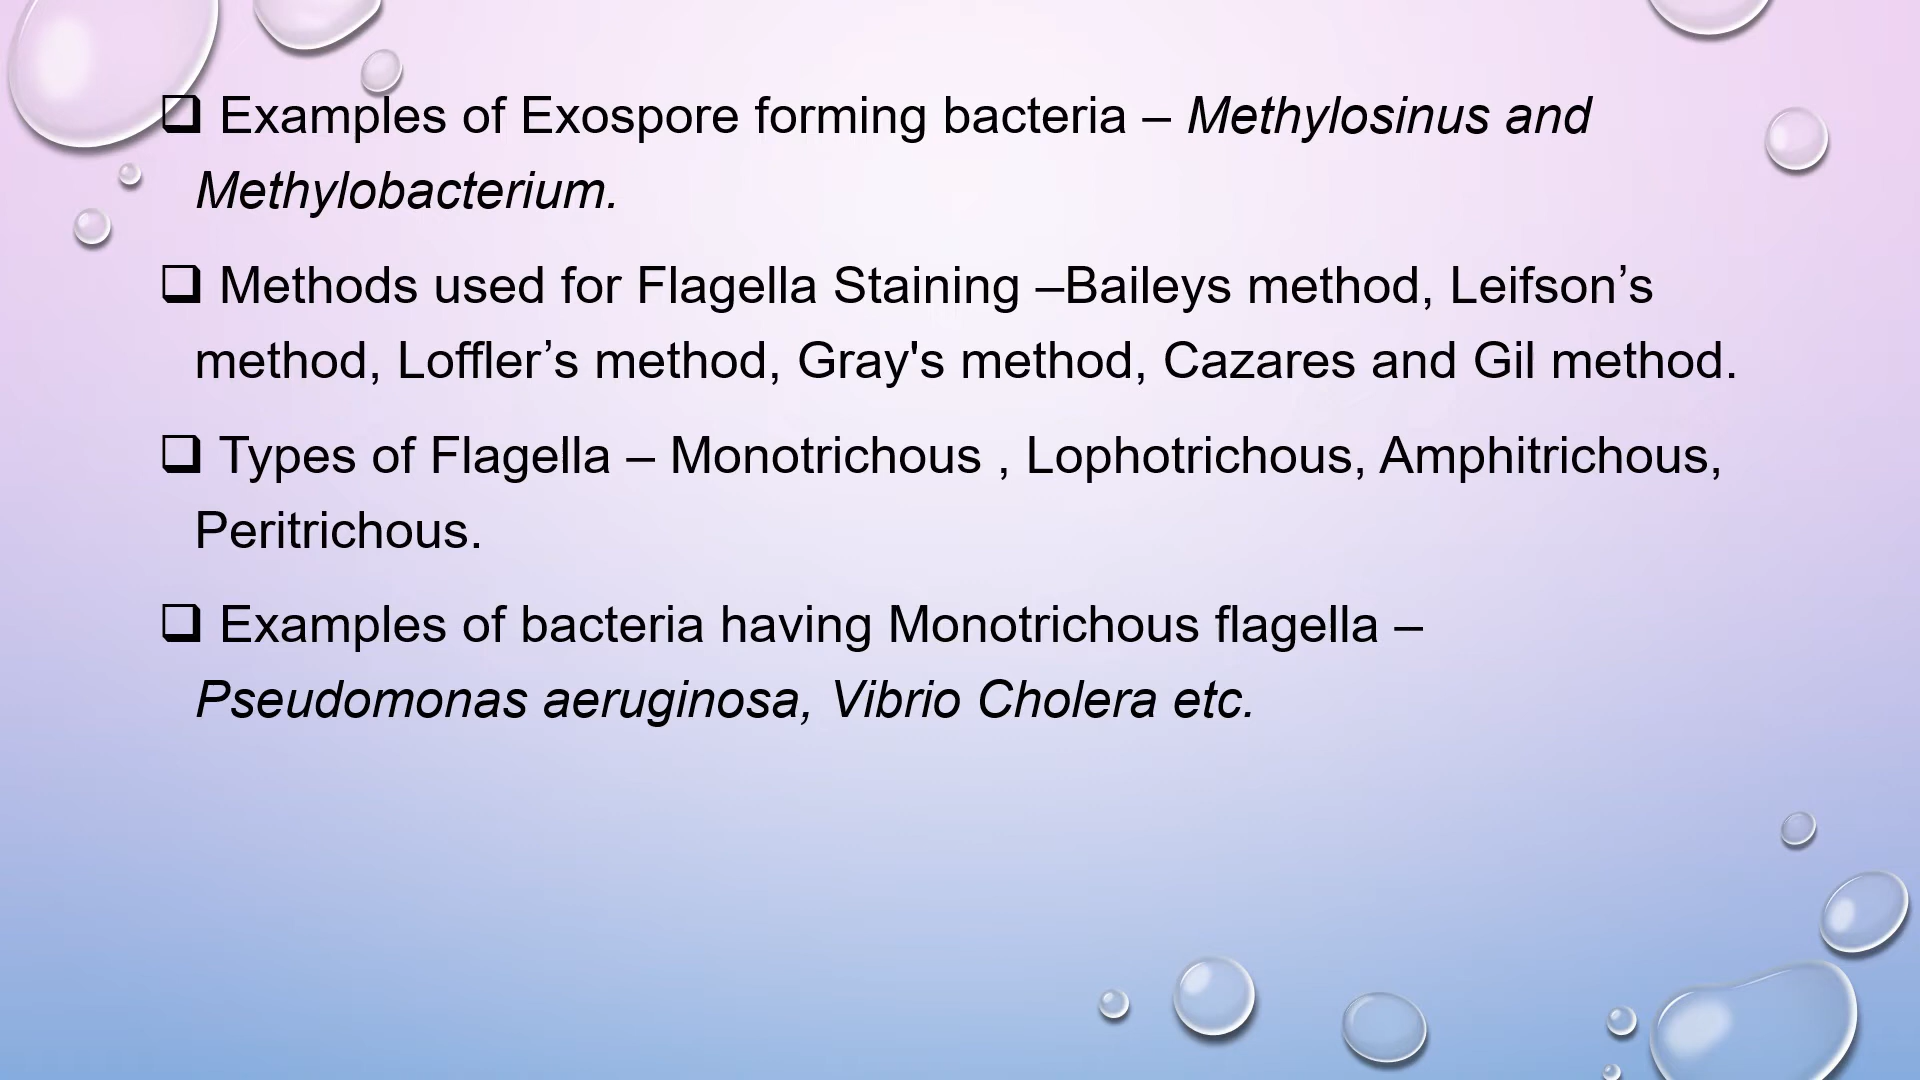 ❑ Examples of Exospore forming bacteria – Methylosinus and
Methylobacterium.
❑ Methods used for Flagella Staining –Baileys method, Leifson’s
method, Loffler’s method, Gray's method, Cazares and Gil method.
❑ Types of Flagella – Monotrichous , Lophotrichous, Amphitrichous,
Peritrichous.
❑ Examples of bacteria having Monotrichous flagella –
Pseudomonas aeruginosa, Vibrio Cholera etc.